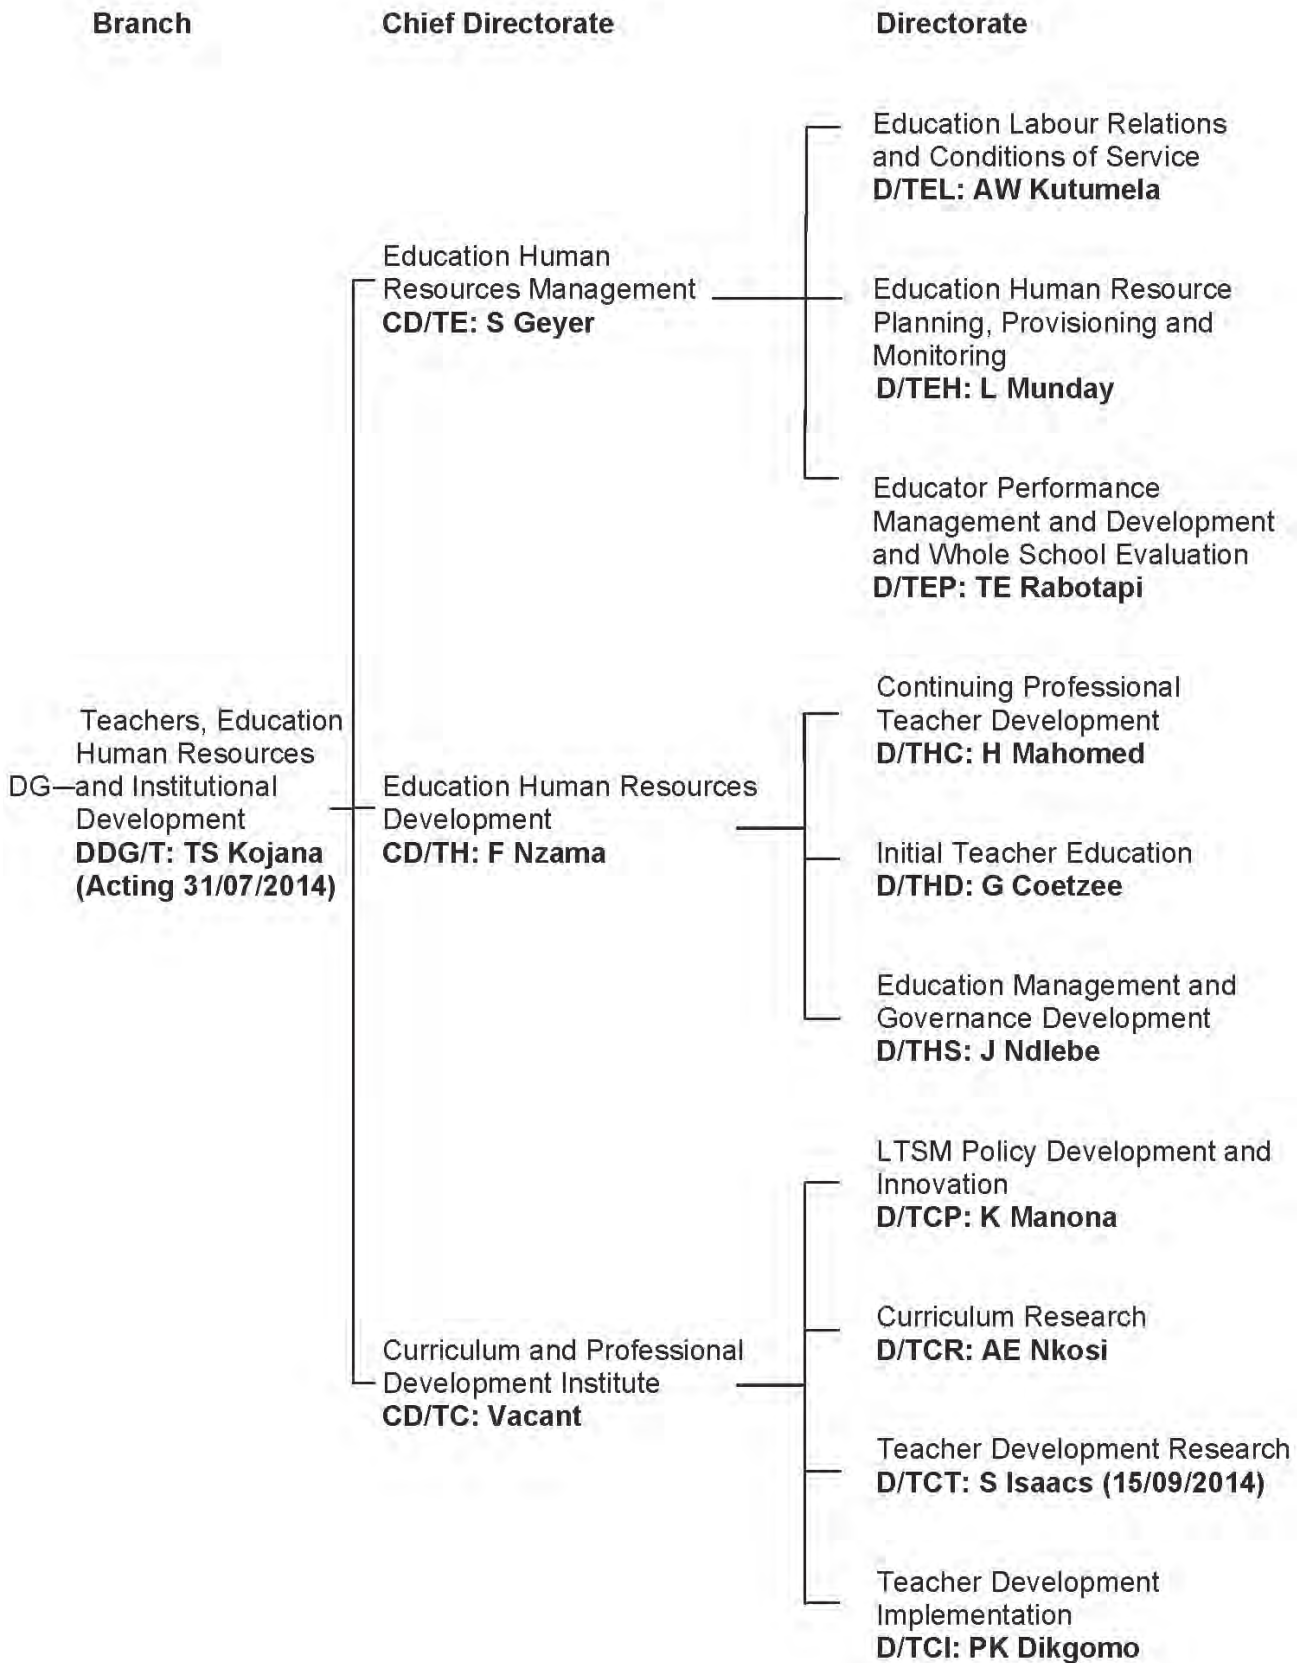 Branch
Chief Directorate
Directorate
Teachers, Education
Human Resources
DG—and Institutional
Development
DDG/T: TS Kojana
(Acting 31/07/2014)
Education Human
Resources Management
CD/TE: S Geyer
Education Labour Relations
and Conditions of Service
D/TEL: AW Kutumela
Education Human Resource
Planning, Provisioning and
Monitoring
D/TEH: L Munday
Educator Performance
Management and Development
and Whole School Evaluation
D/TEP: TE Rabotapi
Education Human Resources
Development
CD/TH: F Nzama
Continuing Professional
Teacher Development
D/THC: H Mahomed
Initial Teacher Education
D/THD: G Coetzee
Education Management and
Governance Development
D/THS: J Ndlebe
Curriculum and Professional
Development Institute
CD/TC: Vacant
LTSM Policy Development and
Innovation
D/TCP: K Manona
Curriculum Research
D/TCR: AE Nkosi
Teacher Development Research
D/TCT: S Isaacs (15/09/2014)
Teacher Development
Implementation
D/TCI: PK Dikgomo